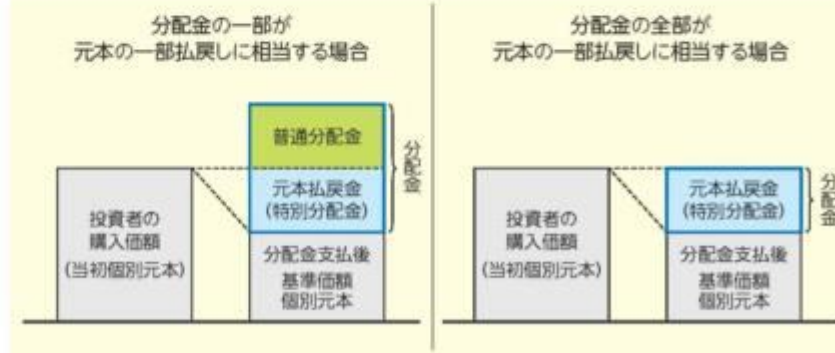 分配金の一部が
元本の一部払戻しに相当する場合
普通分配金
元本払戻金
(特別分配金)
分配金
投資者の
購入価額
(当初個別元本)
分配金支払後
基準価額
個別元本
分配金の全部が
元本の一部払戻しに相当する場合
元本払戻金
(特別分配金)
分配金
投資者の
購入価額
(当初個別元本)
分配金支払後
基準価額
個別元本